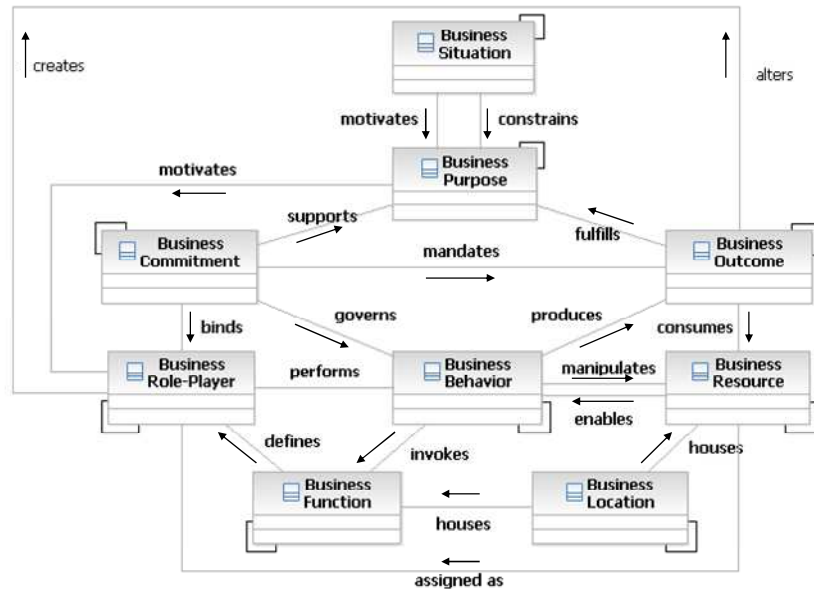 Business
Situation
creates
alters
motivates
constrains
Business
Purpose
motivates
supports
fulfills
Business
Commitment
mandates
Business
Outcome
governs
produces
binds
consumes
Business
Role-Player
performs
Business
Behavior
manipulates
Business
Resource
enables
defines
invokes
houses
Business
Function
Business
Location
houses
assigned as